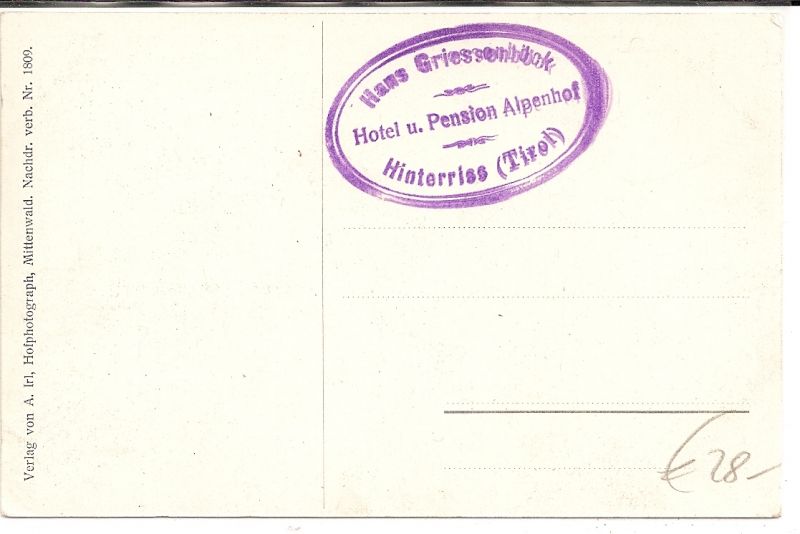 Verlag von A. Irl, Hofphotograph, Mittenwald. Nachdr. verb. Nr. 1809.
Hans Griessenböck
Hotel u. Pension Alpenhof
Hinterriss (Tirol)
€ 28-